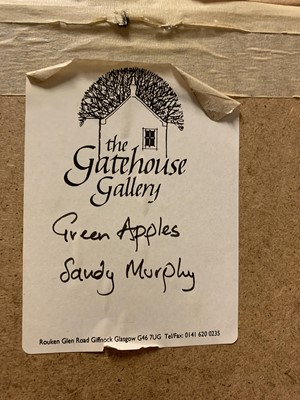 the
Gatehouse
Gallery
Green Apples
Sandy Murphy
Rouken Glen Road Giffnock Glasgow G46 7UG Tel/Fax: 0141 620 0235